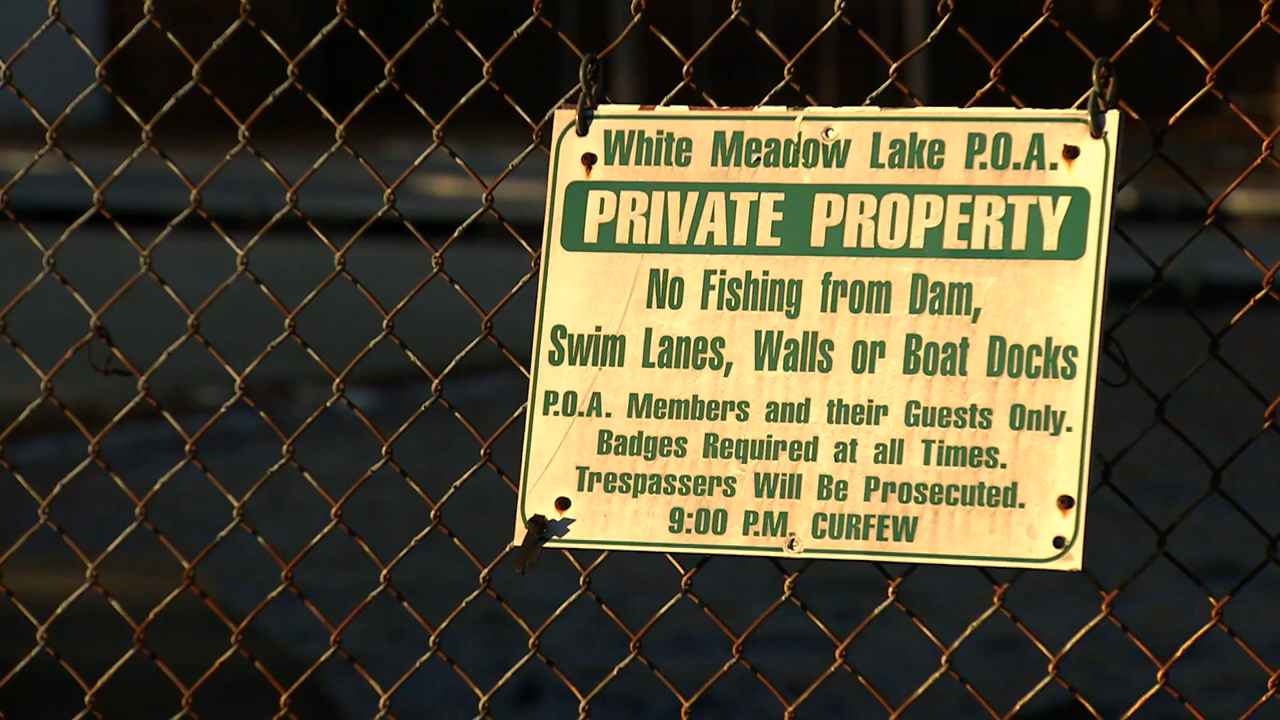 White Meadow Lake P.O.A.
PRIVATE PROPERTY
No Fishing from Dam,
Swim Lanes, Walls or Boat Docks
P.O.A. Members and their Guests Only.
Badges Required at all Times.
Trespassers Will Be Prosecuted.
9:00 P.M. CURFEW